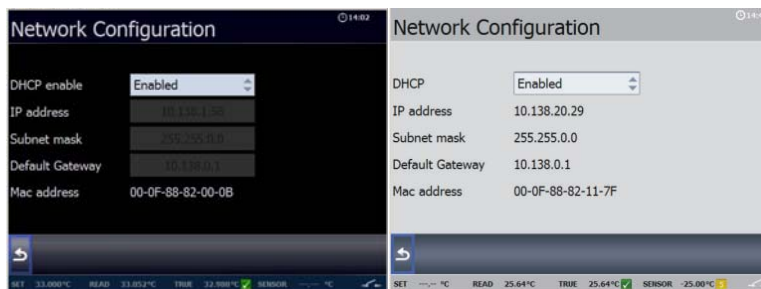 Network Configuration
14:02
DHCP enable Enabled
IP address 10.138.1.50
Subnet mask 255.255.0.0
Default Gateway 10.138.0.1
Mac address 00-0F-88-82-00-0B
SET 33.000°C READ 33.052°C TRUE 32.986°C SENSOR --.-- °C
Network Configuration
DHCP Enabled
IP address 10.138.20.29
Subnet mask 255.255.0.0
Default Gateway 10.138.0.1
Mac address 00-0F-88-82-11-7F
SET --.-- °C READ 25.64°C TRUE 25.64°C SENSOR -25.00°C